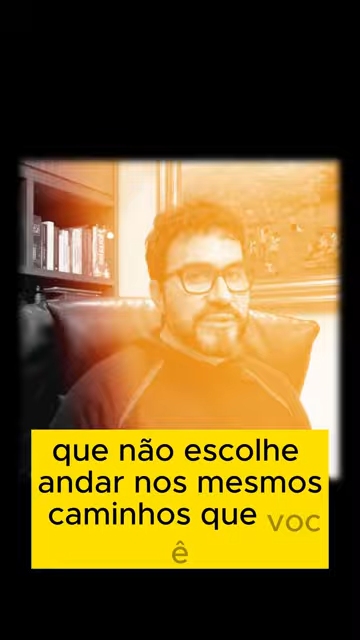 que não escolhe
andar nos mesmos
caminhos que voc
ê